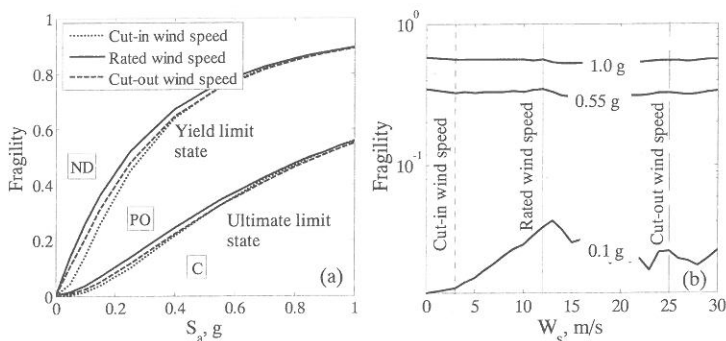 1
0.8
0.6
0.4
0.2
0
0
0.2
0.4
0.6
0.8
1
Fragility
S_a, g
Cut-in wind speed
Rated wind speed
Cut-out wind speed
ND
PO
C
Yield limit
state
Ultimate limit
state
(a)
10^0
10^-1
0
5
10
15
20
25
30
Fragility
W_s, m/s
Cut-in wind speed
Rated wind speed
Cut-out wind speed
1.0 g
0.55 g
0.1 g
(b)